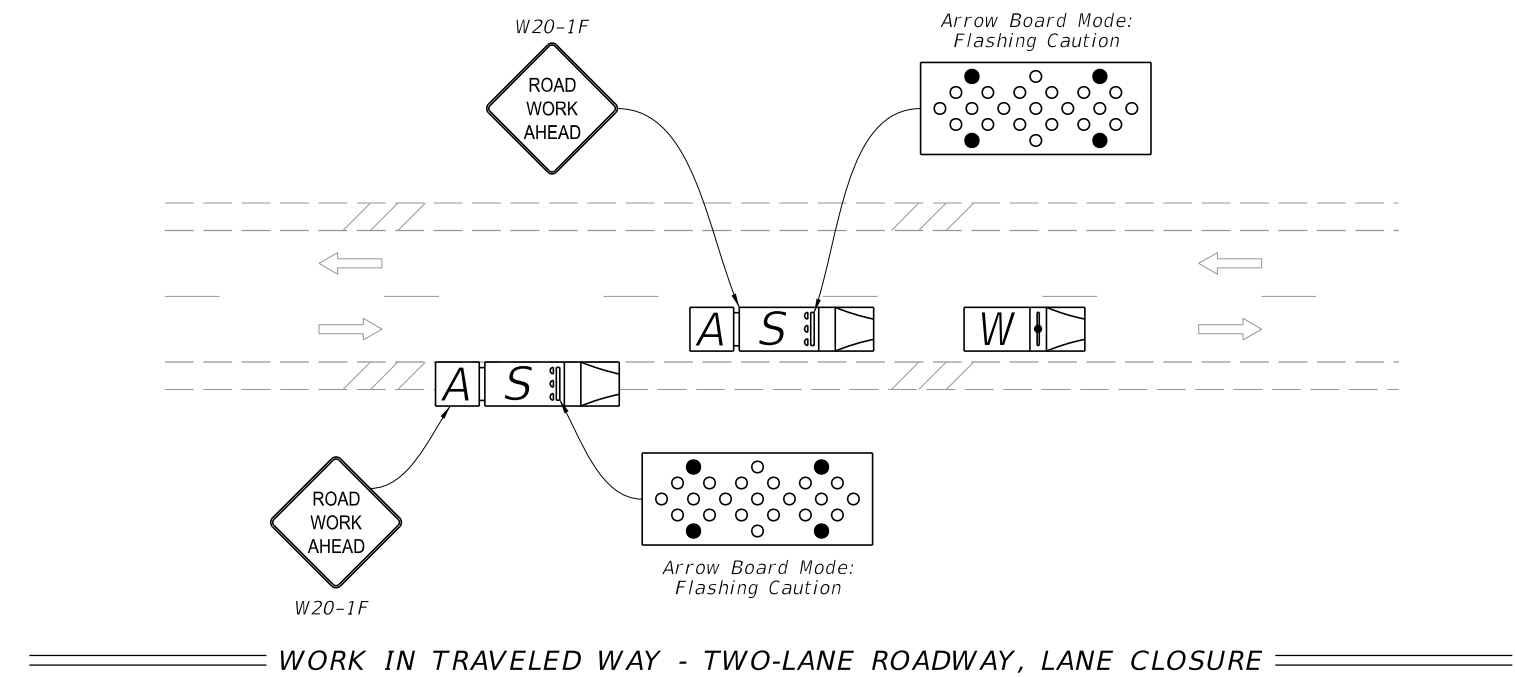 W20-1F
ROAD
WORK
AHEAD
Arrow Board Mode:
Flashing Caution
A S
W
A S
ROAD
WORK
AHEAD
W20-1F
Arrow Board Mode:
Flashing Caution
WORK IN TRAVELED WAY - TWO-LANE ROADWAY, LANE CLOSURE